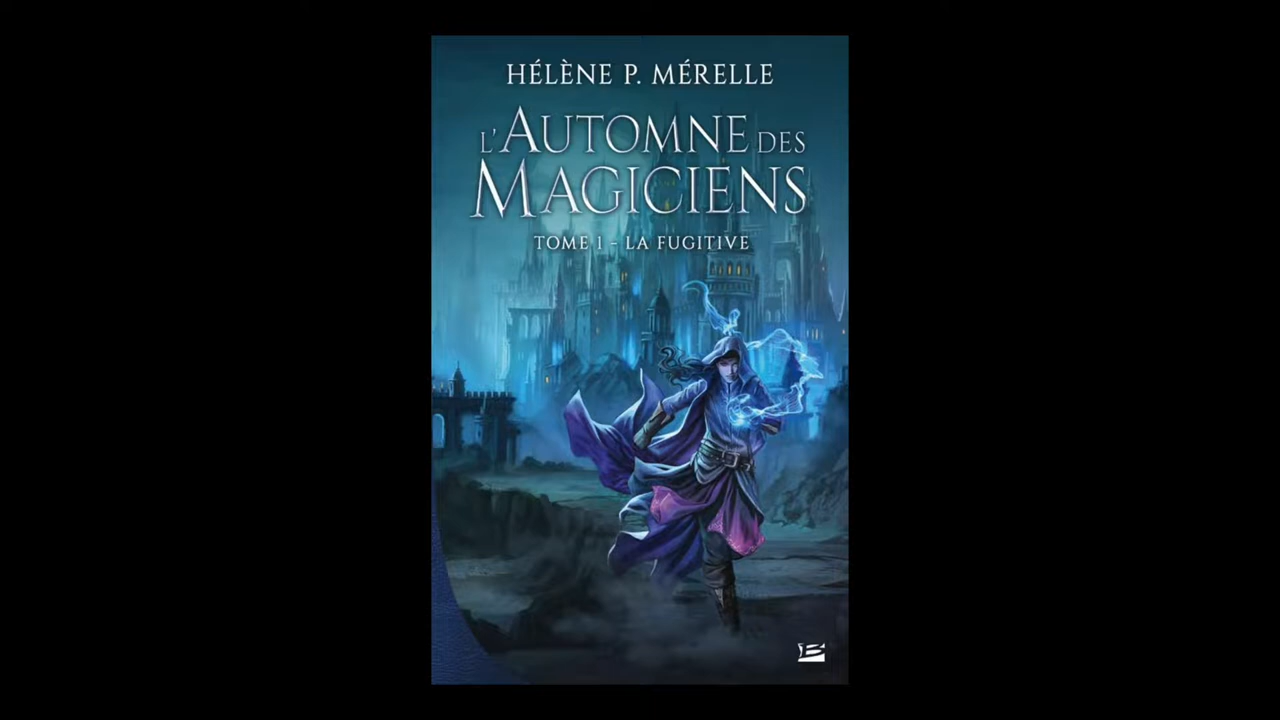 HÉLÈNE P. MÉRELLE
L'AUTOMNE DES
MAGICIENS
TOME 1 - LA FUGITIVE
B